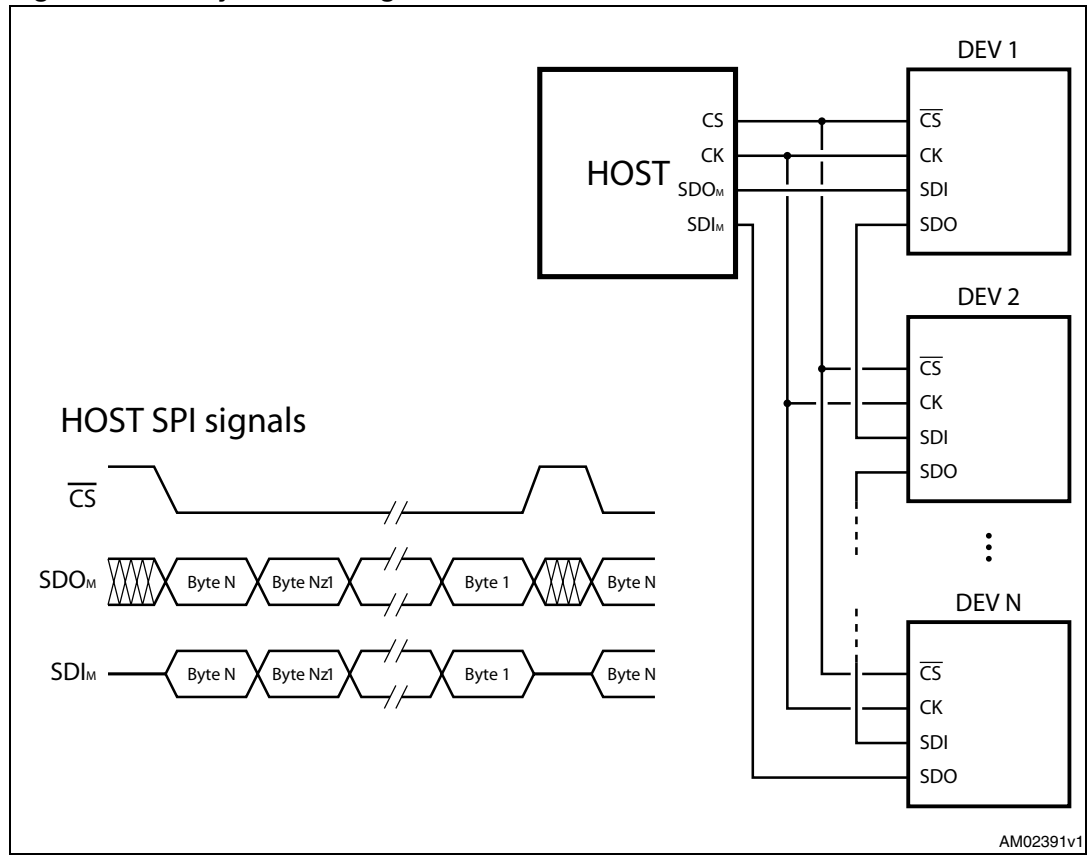 DEV 1
HOST
CS
CK
SDOM
SDIM
CS
CK
SDI
SDO
DEV 2
CS
CK
SDI
SDO
HOST SPI signals
CS
SDOM
Byte N
Byte Nz1
Byte 1
Byte N
SDIM
Byte N
Byte Nz1
Byte 1
Byte N
DEV N
CS
CK
SDI
SDO
AM02391v1